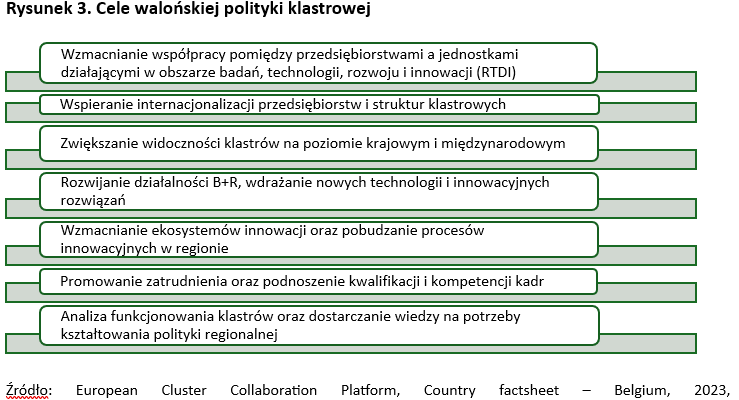 Rysunek 3. Cele walońskiej polityki klastrowej
Wzmacnianie współpracy pomiędzy przedsiębiorstwami a jednostkami
działającymi w obszarze badań, technologii, rozwoju i innowacji (RTDI)
Wspieranie internacjonalizacji przedsiębiorstw i struktur klastrowych
Zwiększanie widoczności klastrów na poziomie krajowym i międzynarodowym
Rozwijanie działalności B+R, wdrażanie nowych technologii i innowacyjnych
rozwiązań
Wzmacnianie ekosystemów innowacji oraz pobudzanie procesów
innowacyjnych w regionie
Promowanie zatrudnienia oraz podnoszenie kwalifikacji i kompetencji kadr
Analiza funkcjonowania klastrów oraz dostarczanie wiedzy na potrzeby
kształtowania polityki regionalnej
Źródło: European Cluster Collaboration Platform, Country factsheet – Belgium, 2023,